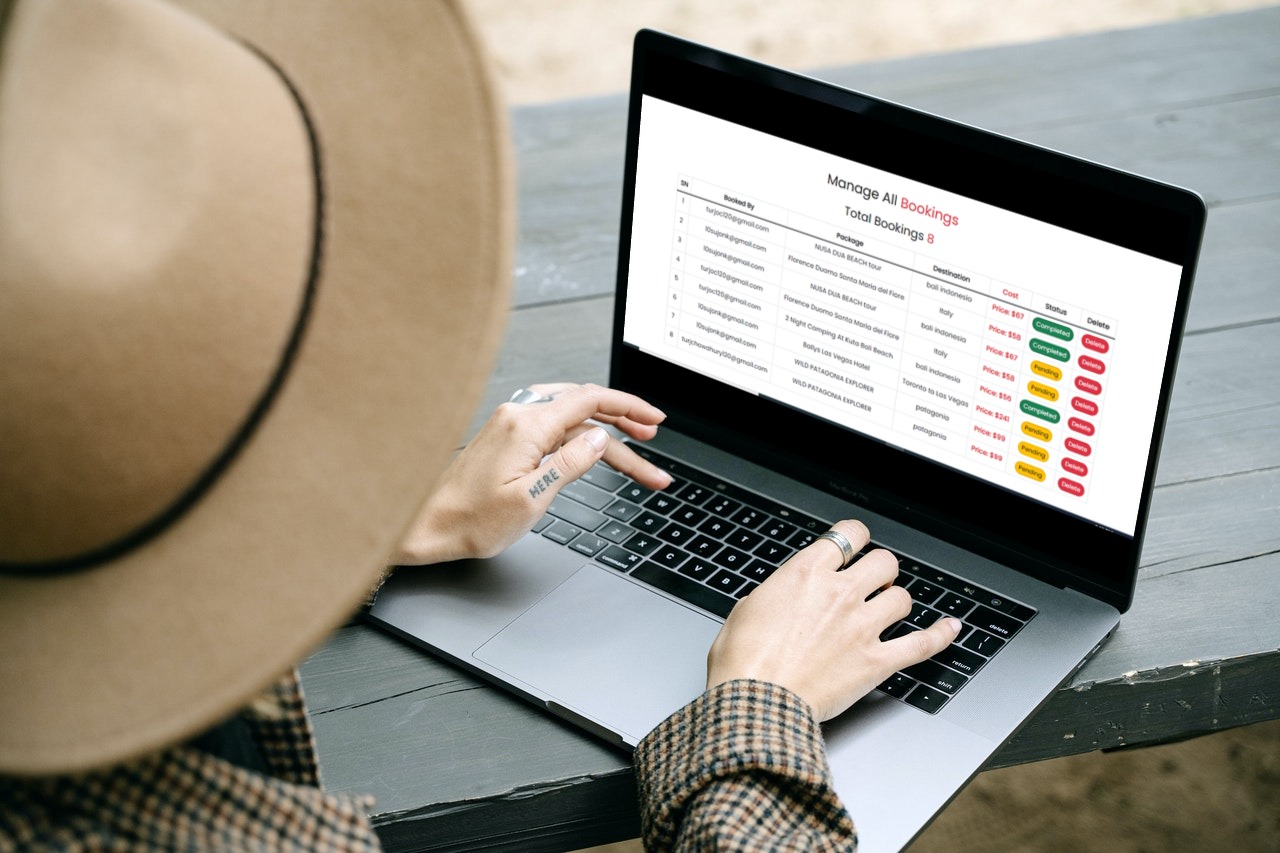 Manage All Bookings
Total Bookings 8
SN Booked By Package Destination Cost Status Delete
1 turjoc120@gmail.com NUSA DUA BEACH tour bali indonesia Price: $67 Completed Delete
2 10sujonk@gmail.com Florence Duomo Santa Maria del Fiore Italy Price: $58 Completed Delete
3 10sujonk@gmail.com NUSA DUA BEACH tour bali indonesia Price: $67 Pending Delete
4 turjoc120@gmail.com Florence Duomo Santa Maria del Fiore Italy Price: $58 Pending Delete
5 turjoc120@gmail.com 2 Night Camping At Kuta Bali Beach bali indonesia Price: $56 Completed Delete
6 10sujonk@gmail.com Ballys Las Vegas Hotel Toronto to Las Vegas Price: $241 Pending Delete
7 10sujonk@gmail.com WILD PATAGONIA EXPLORER patagonia Price: $99 Pending Delete
8 turjchowdhury120@gmail.com WILD PATAGONIA EXPLORER patagonia Price: $99 Pending Delete
HERE
delete
return
shift
command